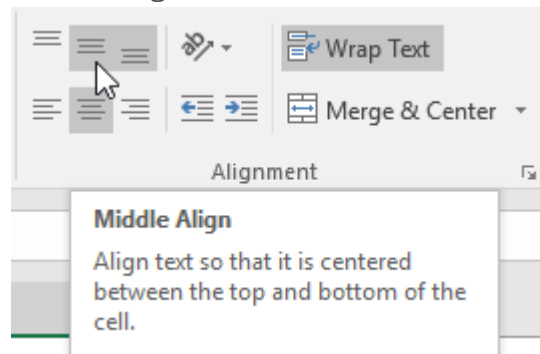 Wrap Text
Merge & Center
Alignment
Middle Align
Align text so that it is centered
between the top and bottom of the
cell.